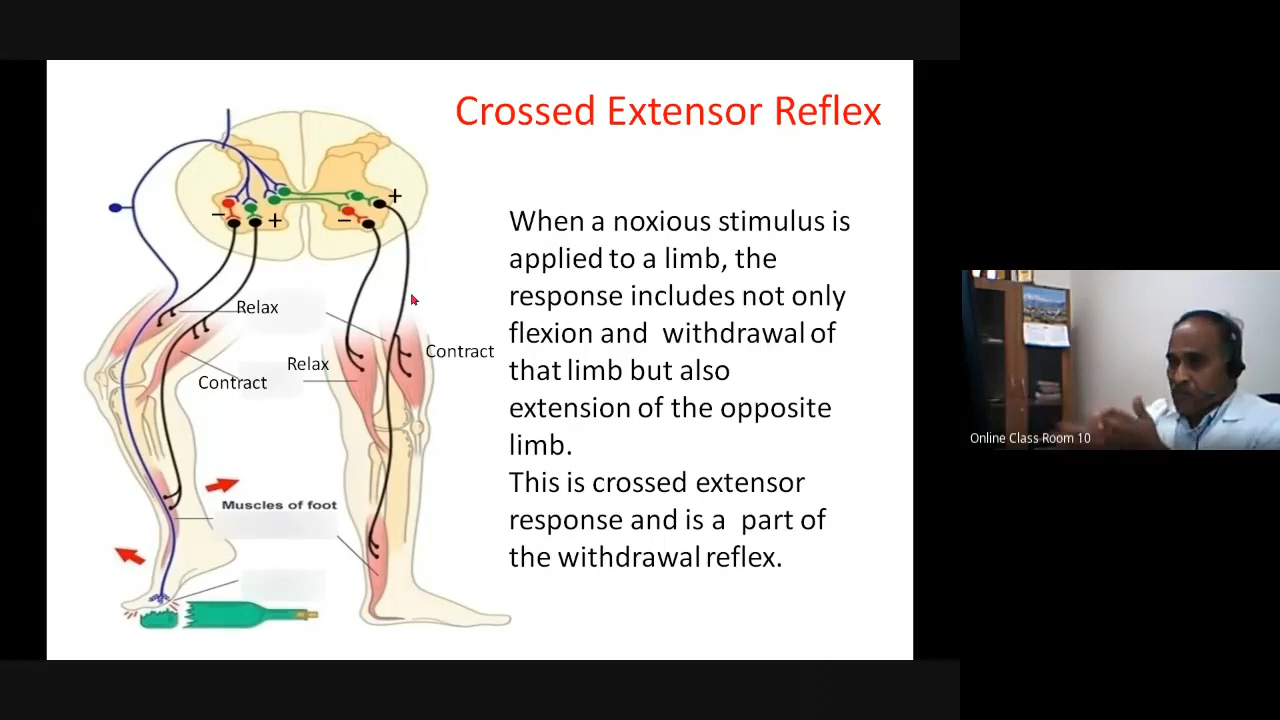 Crossed Extensor Reflex
When a noxious stimulus is
applied to a limb, the
response includes not only
flexion and withdrawal of
that limb but also
extension of the opposite
limb.
This is crossed extensor
response and is a part of
the withdrawal reflex.
+
− + −
Relax
Relax
Contract
Contract
Muscles of foot
Online Class Room 10